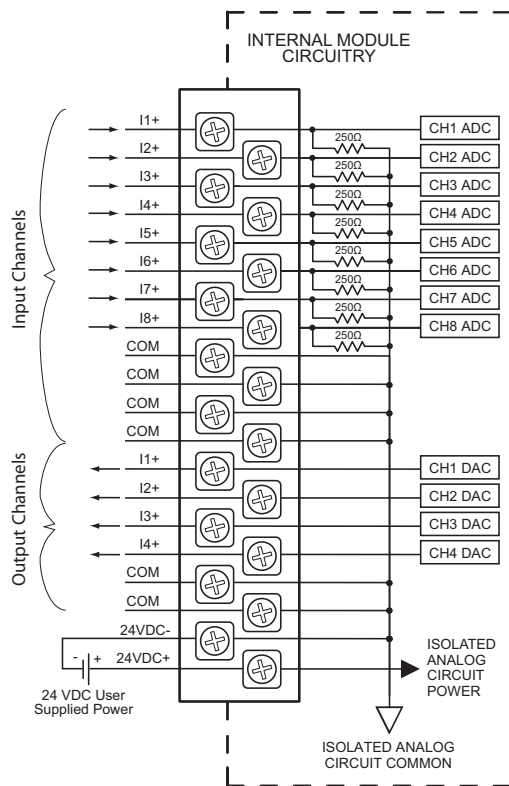 INTERNAL MODULE
CIRCUITRY
I1+
250Ω
CH1 ADC
I2+
250Ω
CH2 ADC
I3+
250Ω
CH3 ADC
I4+
250Ω
CH4 ADC
I5+
250Ω
CH5 ADC
I6+
250Ω
CH6 ADC
I7+
250Ω
CH7 ADC
I8+
250Ω
CH8 ADC
COM
COM
COM
COM
Input Channels
I1+
CH1 DAC
I2+
CH2 DAC
I3+
CH3 DAC
I4+
CH4 DAC
COM
COM
Output Channels
24VDC-
24VDC+
- +
24 VDC User
Supplied Power
ISOLATED
ANALOG
CIRCUIT
POWER
ISOLATED ANALOG
CIRCUIT COMMON